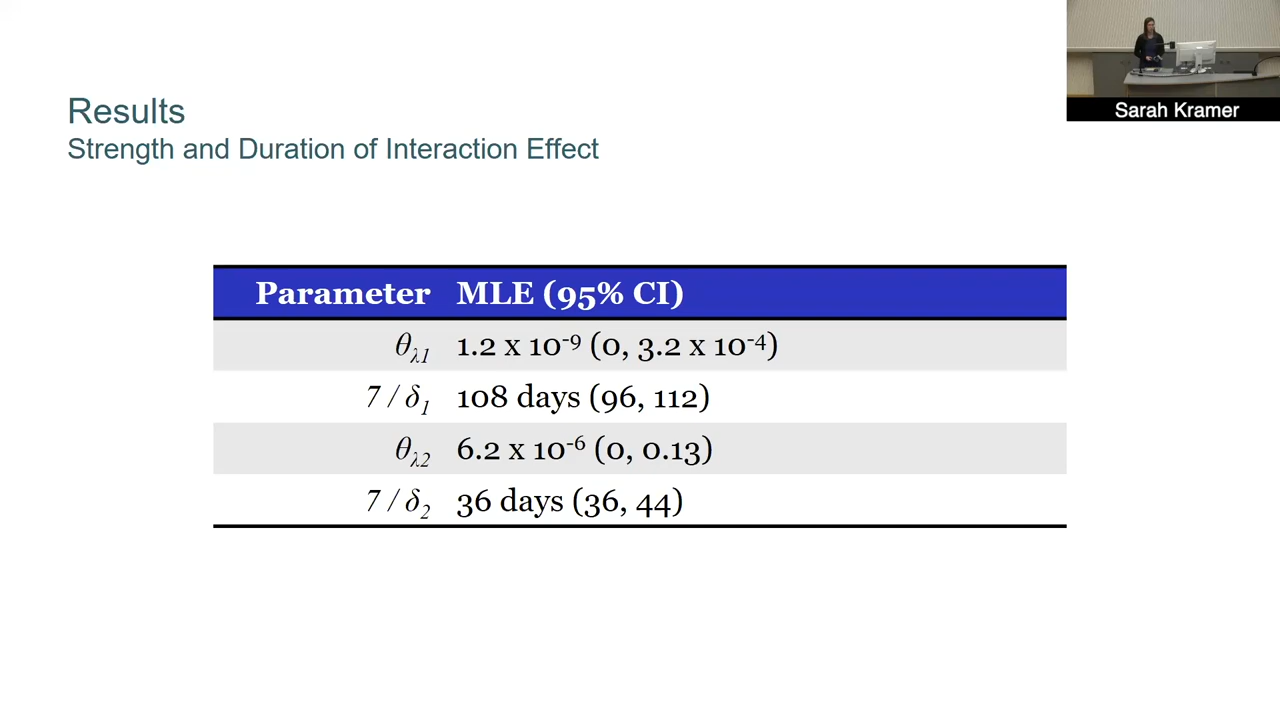 Sarah Kramer
Results
Strength and Duration of Interaction Effect
Parameter MLE (95% CI)
θλ1 1.2 x 10⁻⁹ (0, 3.2 x 10⁻⁴)
7 / δ1 108 days (96, 112)
θλ2 6.2 x 10⁻⁶ (0, 0.13)
7 / δ2 36 days (36, 44)